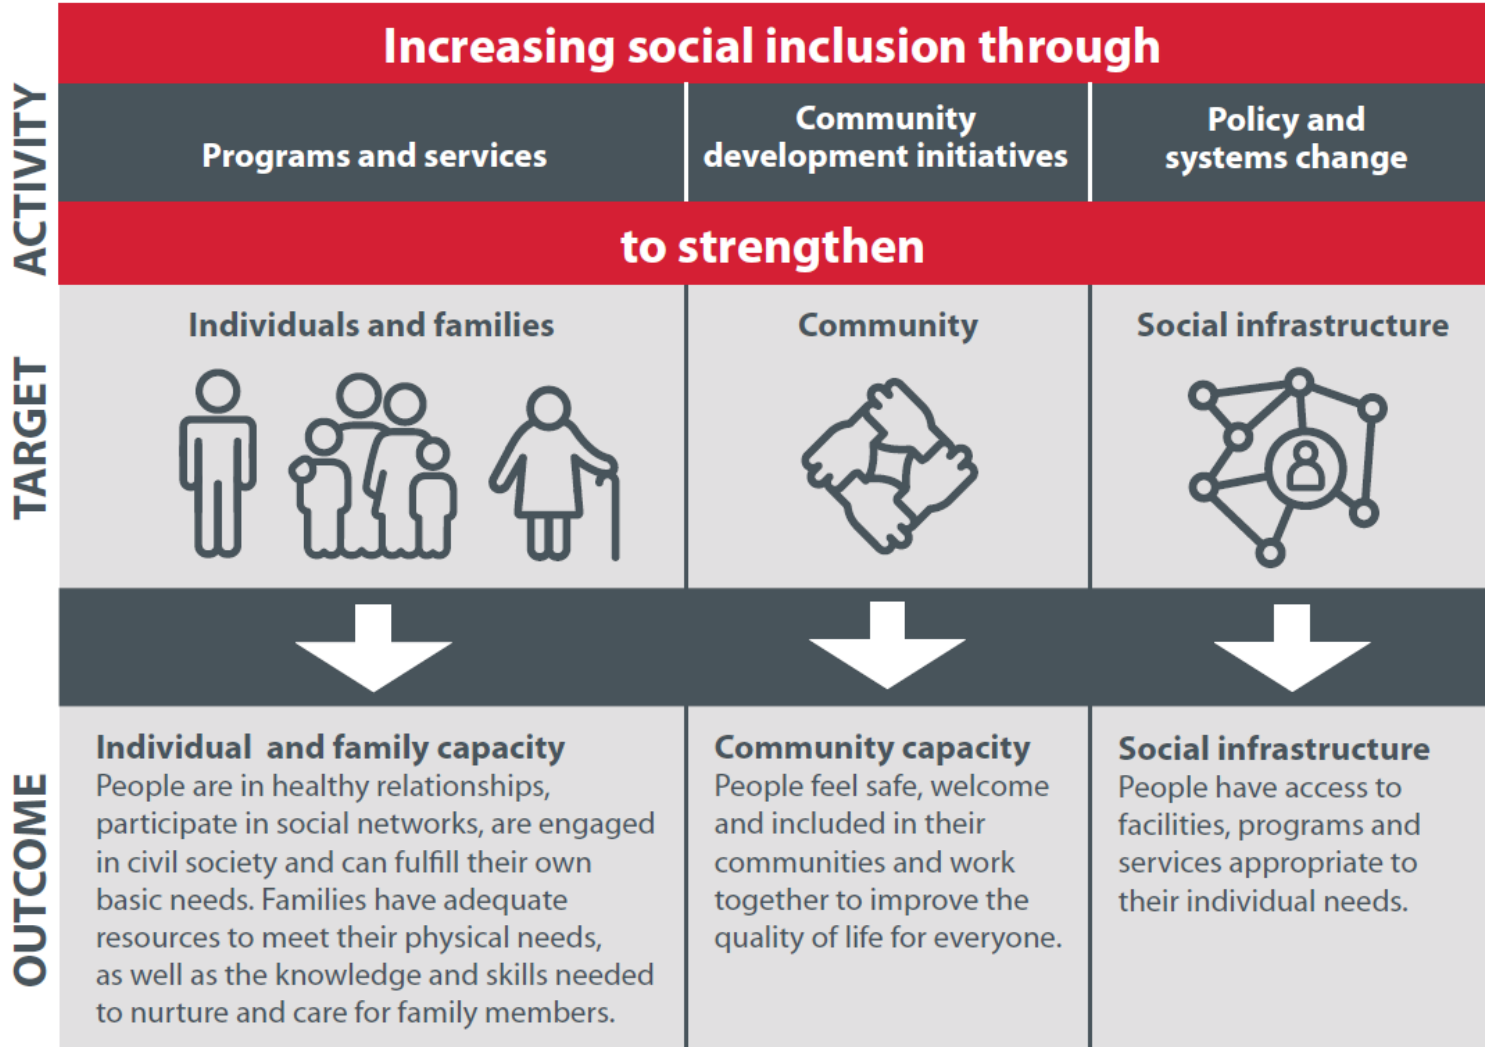 Increasing social inclusion through
ACTIVITY
Programs and services
Community
development initiatives
Policy and
systems change
to strengthen
TARGET
Individuals and families
Community
Social infrastructure
OUTCOME
Individual  and family capacity
People are in healthy relationships,
participate in social networks, are engaged
in civil society and can fulfill their own
basic needs. Families have adequate
resources to meet their physical needs,
as well as the knowledge and skills needed
to nurture and care for family members.
Community capacity
People feel safe, welcome
and included in their
communities and work
together to improve the
quality of life for everyone.
Social infrastructure
People have access to
facilities, programs and
services appropriate to
their individual needs.